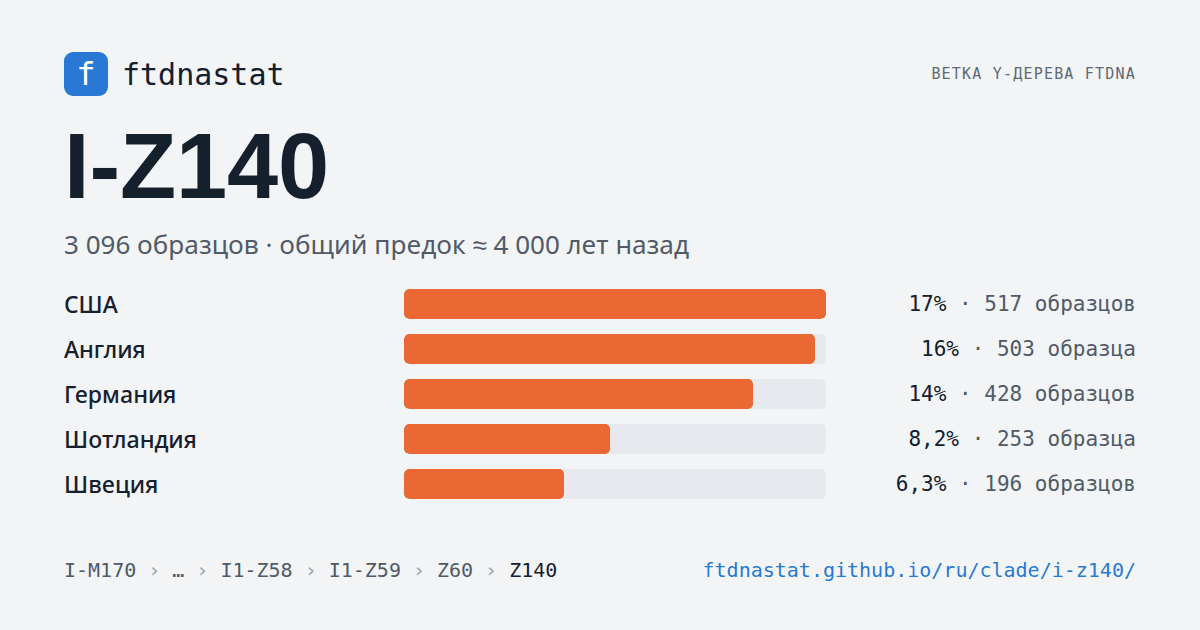 f ftdnastat
ВЕТКА Y-ДЕРЕВА FTDNA
I-Z140
3 096 образцов · общий предок ≈ 4 000 лет назад
США 17% · 517 образцов
Англия 16% · 503 образца
Германия 14% · 428 образцов
Шотландия 8,2% · 253 образца
Швеция 6,3% · 196 образцов
I-M170 › … › I1-Z58 › I1-Z59 › Z60 › Z140
ftdnastat.github.io/ru/clade/i-z140/